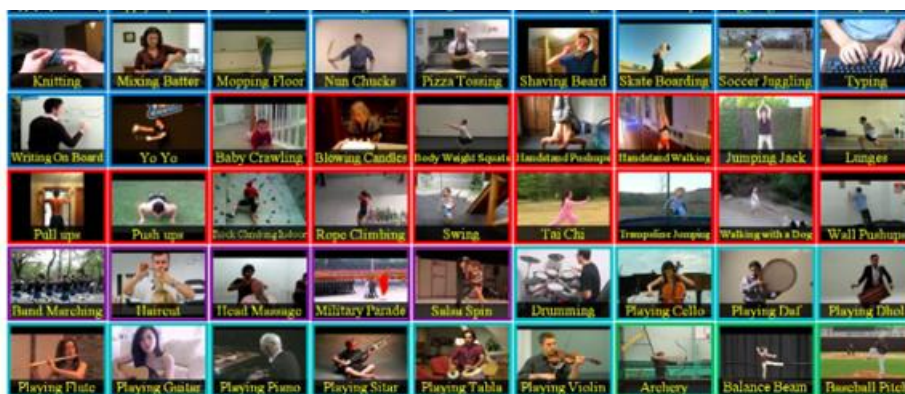 Knitting
Mixing Batter
Mopping Floor
Nun Chucks
Pizza Tossing
Shaving Beard
Skate Boarding
Soccer Juggling
Typing
Writing On Board
Yo Yo
Baby Crawling
Blowing Candles
Body Weight Squats
Handstand Pushups
Handstand Walking
Jumping Jack
Lunges
Pull ups
Push ups
Rock Climbing Indoor
Rope Climbing
Swing
Tai Chi
Trampoline Jumping
Walking with a Dog
Wall Pushups
Band Marching
Haircut
Head Massage
Military Parade
Salsa Spin
Drumming
Playing Cello
Playing Daf
Playing Dhol
Playing Flute
Playing Guitar
Playing Piano
Playing Sitar
Playing Tabla
Playing Violin
Archery
Balance Beam
Baseball Pitch